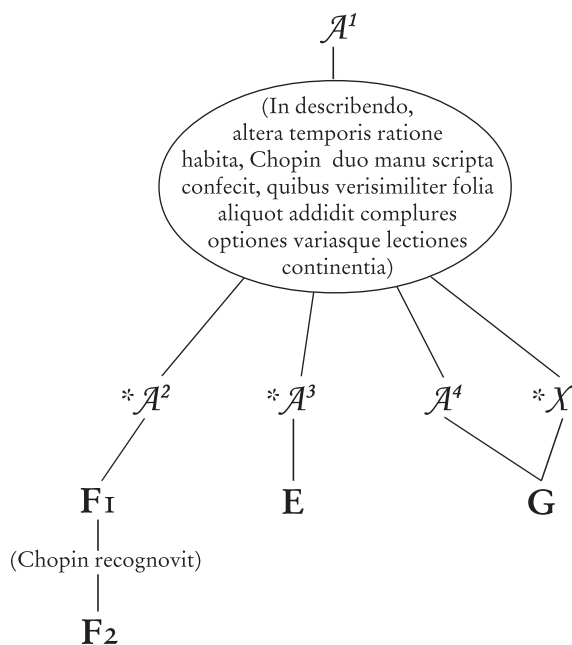 A¹
(In describendo,
altera temporis ratione
habita, Chopin duo manu scripta
confecit, quibus verisimiliter folia
aliquot addidit complures
optiones variasque lectiones
continentia)
*A² *A³ A⁴ *X
F1 E G
(Chopin recognovit)
F2